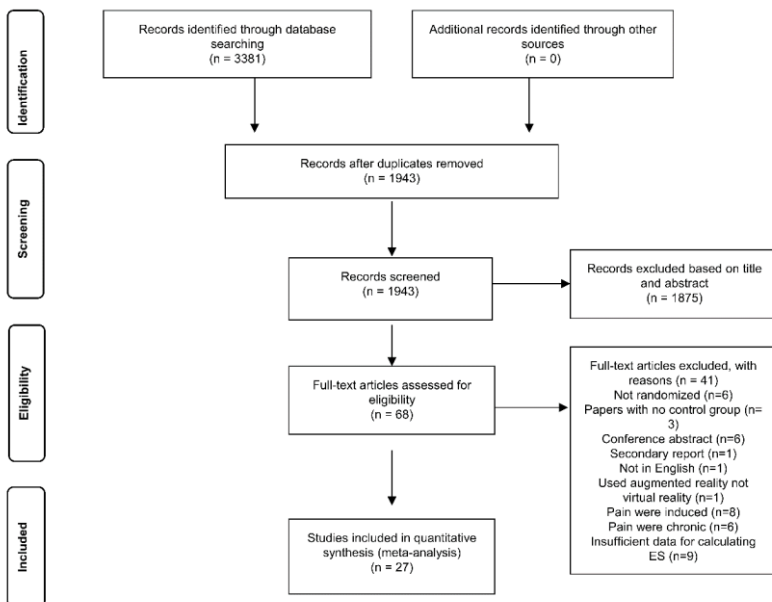 Identification
Records identified through database
searching
(n = 3381)
Additional records identified through other
sources
(n = 0)
Records after duplicates removed
(n = 1943)
Screening
Records screened
(n = 1943)
Records excluded based on title
and abstract
(n = 1875)
Eligibility
Full-text articles assessed for
eligibility
(n = 68)
Full-text articles excluded, with
reasons (n = 41)
Not randomized (n=6)
Papers with no control group (n=
3)
Conference abstract (n=6)
Secondary report (n=1)
Not in English (n=1)
Used augmented reality not
virtual reality (n=1)
Pain were induced (n=8)
Pain were chronic (n=6)
Insufficient data for calculating
ES (n=9)
Included
Studies included in quantitative
synthesis (meta-analysis)
(n = 27)